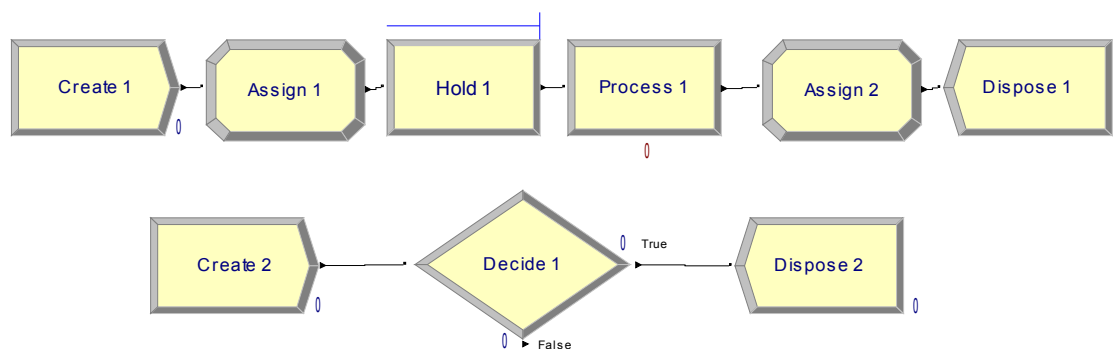 Create 1
Assign 1
Hold 1
Process 1
Assign 2
Dispose 1
0
0
Create 2
Decide 1
0
True
Dispose 2
0
0
0
False